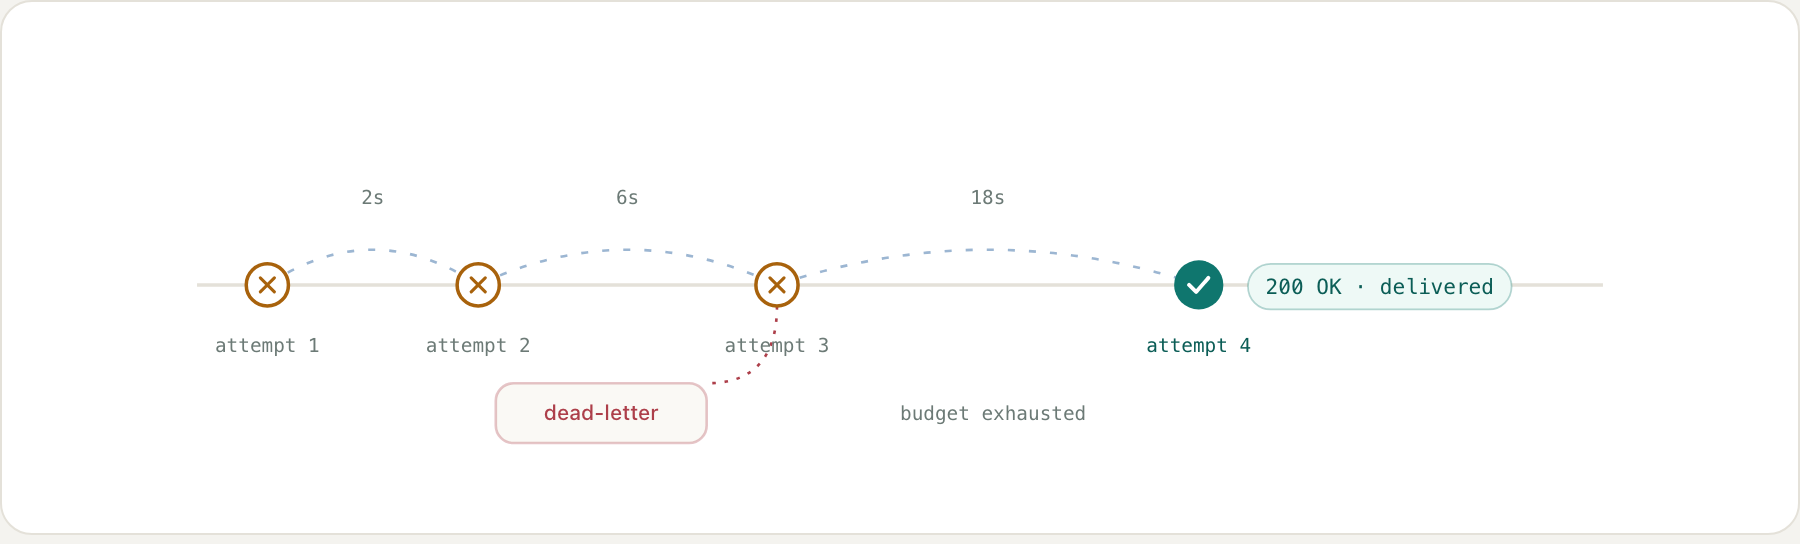 2s
6s
18s
200 OK · delivered
attempt 1
attempt 2
attempt 3
attempt 4
dead-letter
budget exhausted